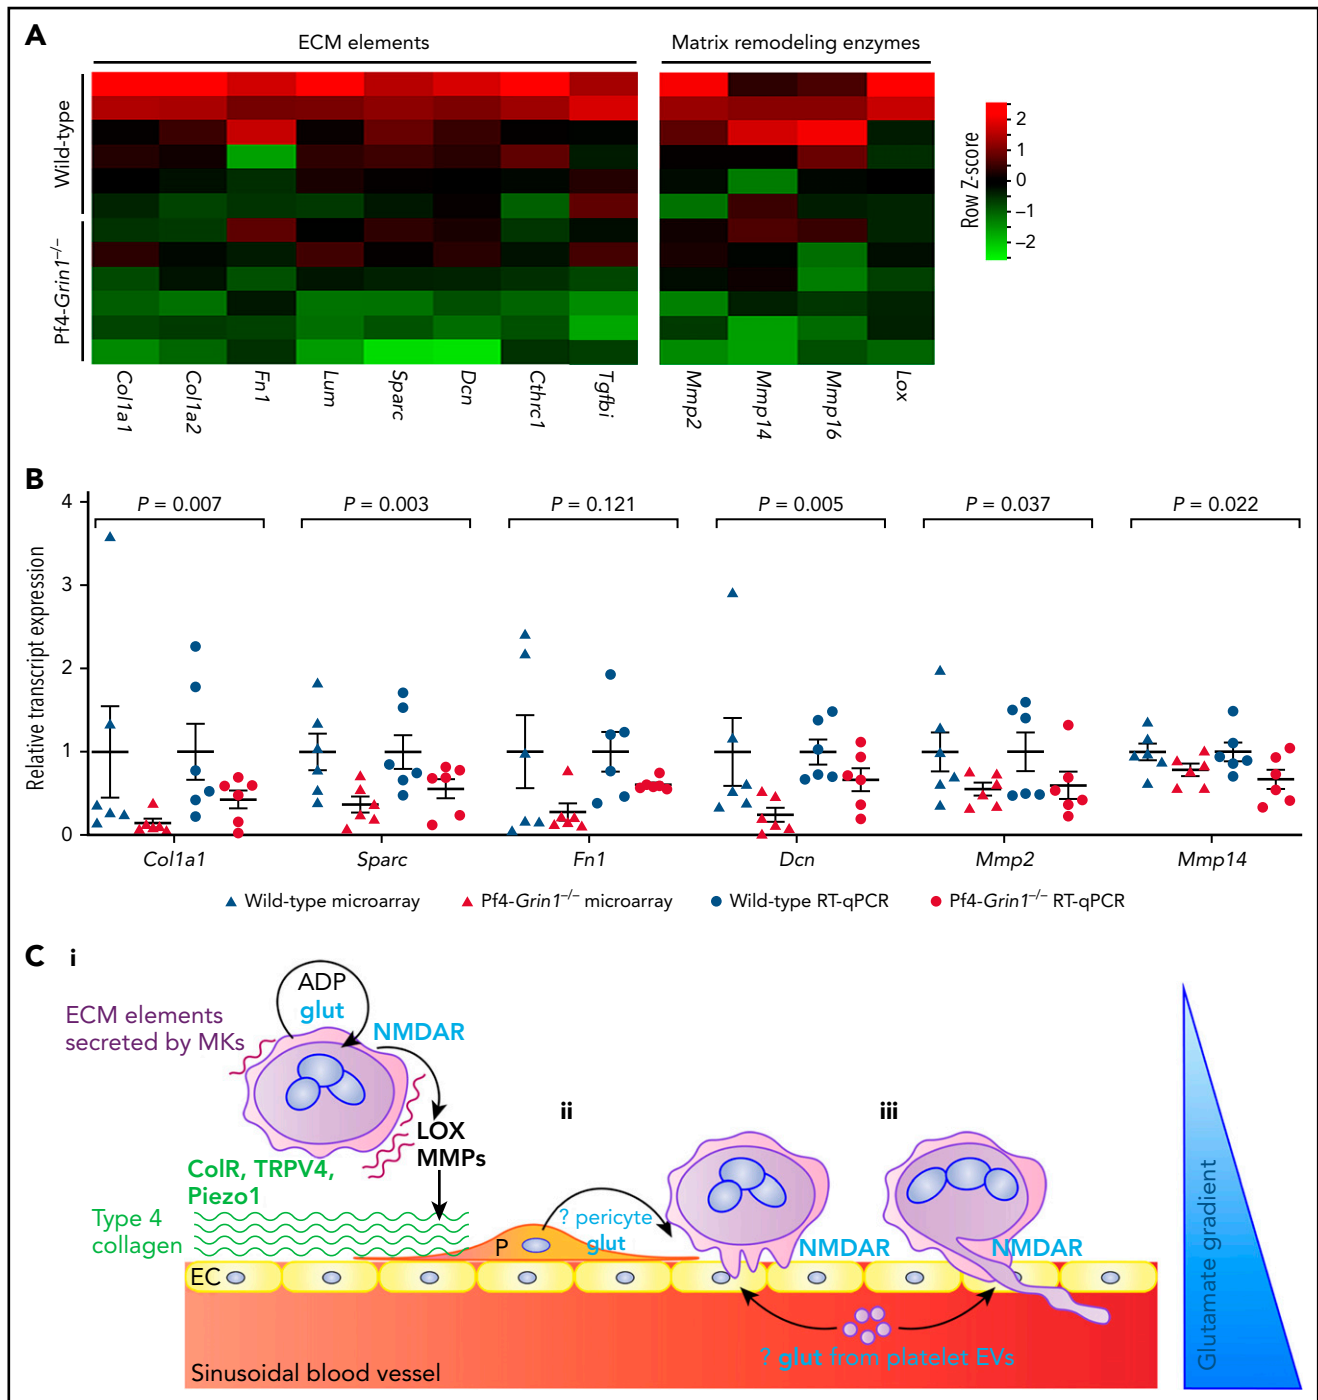 A
ECM elements
Matrix remodeling enzymes
Wild-type
Pf4-Grin1–/–
Col1a1
Col1a2
Fn1
Lum
Sparc
Dcn
Cthrc1
Tgfbi
Mmp2
Mmp14
Mmp16
Lox
2
1
0
–1
–2
Row Z-score
B
Relative transcript expression
4
3
2
1
0
P = 0.007
P = 0.003
P = 0.121
P = 0.005
P = 0.037
P = 0.022
Col1a1
Sparc
Fn1
Dcn
Mmp2
Mmp14
Wild-type microarray
Pf4-Grin1–/– microarray
Wild-type RT-qPCR
Pf4-Grin1–/– RT-qPCR
C
i
ADP
glut
ECM elements
secreted by MKs
NMDAR
LOX
MMPs
ColR, TRPV4,
Piezo1
Type 4
collagen
ii
? pericyte
glut
P
EC
NMDAR
iii
NMDAR
? glut from platelet EVs
Sinusoidal blood vessel
Glutamate gradient